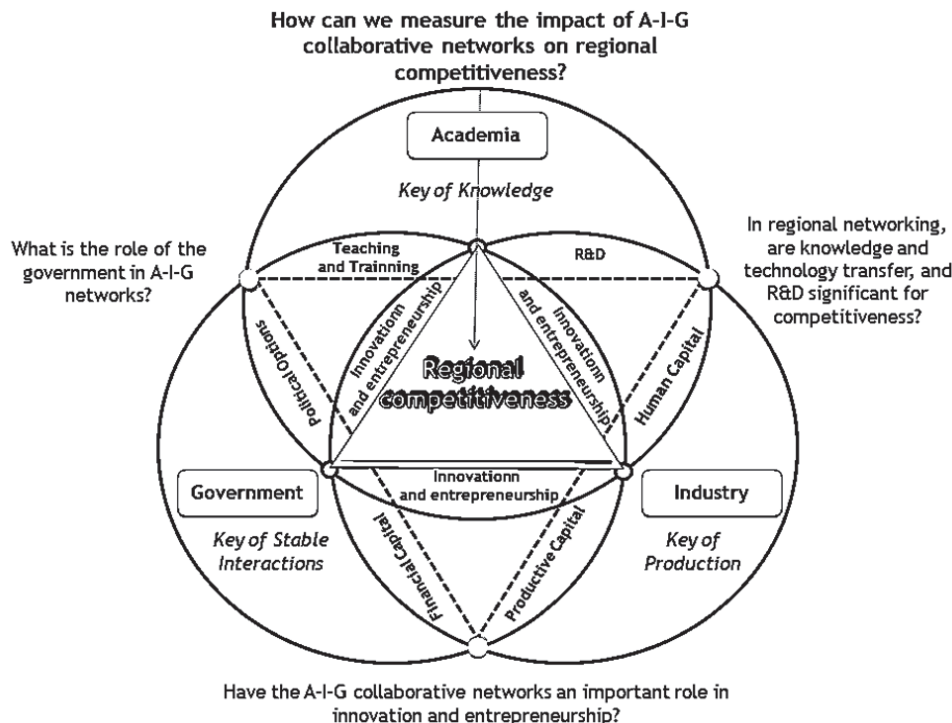 How can we measure the impact of A-I-G
collaborative networks on regional
competitiveness?
Academia
Key of Knowledge
What is the role of the
government in A-I-G
networks?
Teaching
and Trainning
R&D
In regional networking,
are knowledge and
technology transfer, and
R&D significant for
competitiveness?
Political Options
Innovationn
and entrepreneurship
Innovationn
and entrepreneurship
Human Capital
Regional
competitiveness
Government
Key of Stable
Interactions
Innovationn
and entrepreneurship
Industry
Key of
Production
Financial Capital
Productive Capital
Have the A-I-G collaborative networks an important role in
innovation and entrepreneurship?